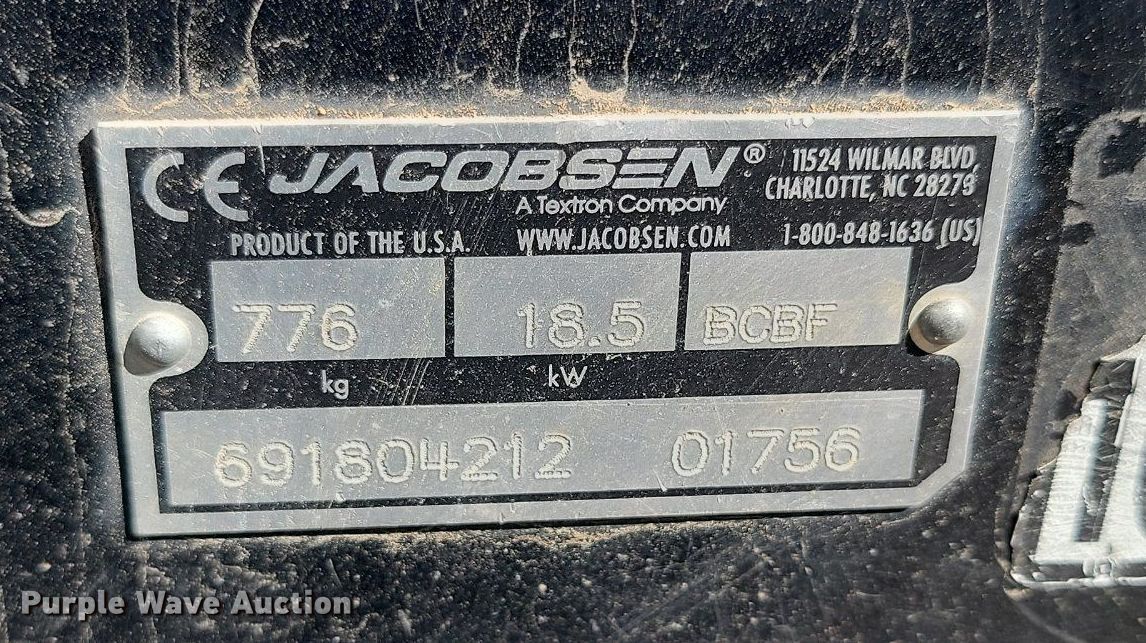 CE JACOBSEN® 11524 WILMAR BLVD,
CHARLOTTE, NC 28273
A Textron Company
PRODUCT OF THE U.S.A. WWW.JACOBSEN.COM 1-800-848-1636 (US)
776 18.5 BCBF
kg kW
691804212 01756
Purple Wave Auction